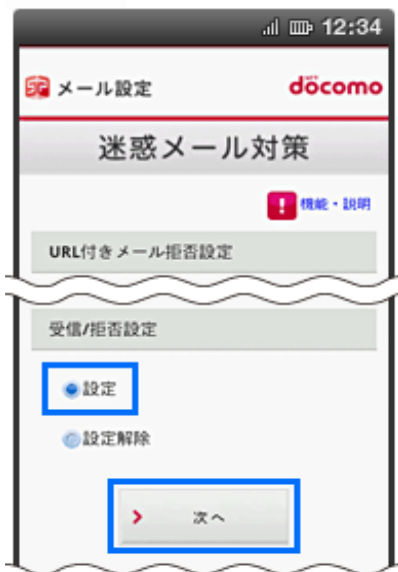 12:34
メール設定
döcomo
迷惑メール対策
機能・説明
URL付きメール拒否設定
受信/拒否設定
設定
設定解除
次へ